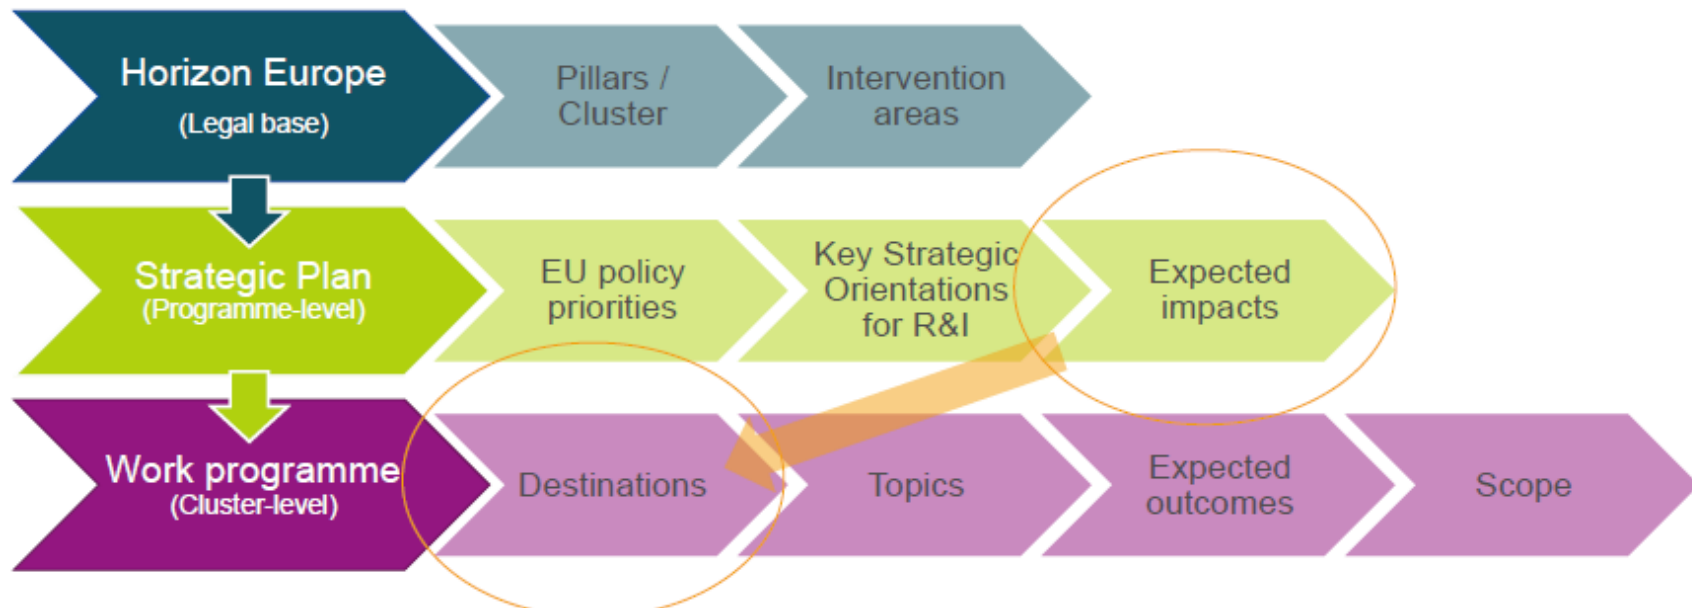 Horizon Europe
(Legal base)
Pillars /
Cluster
Intervention
areas
Strategic Plan
(Programme-level)
EU policy
priorities
Key Strategic
Orientations
for R&I
Expected
impacts
Work programme
(Cluster-level)
Destinations
Topics
Expected
outcomes
Scope